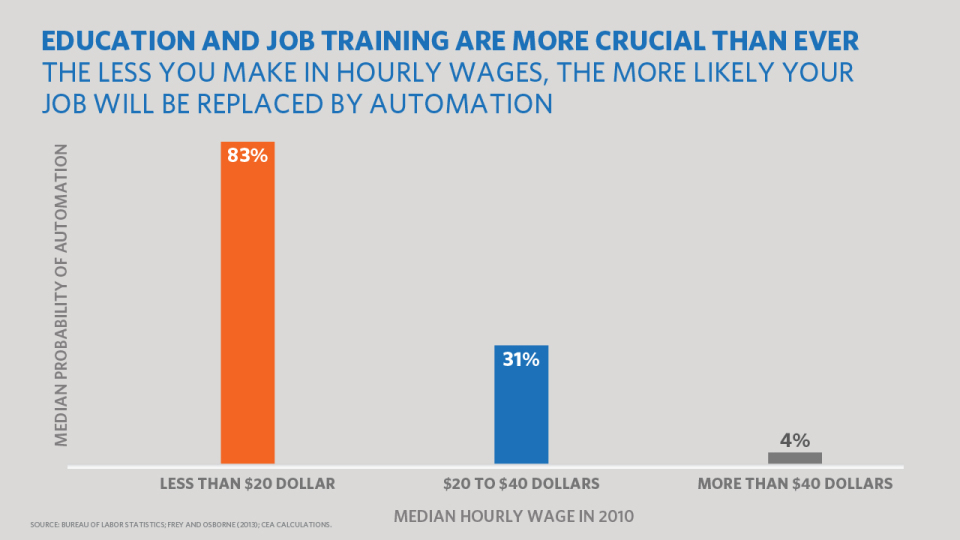 EDUCATION AND JOB TRAINING ARE MORE CRUCIAL THAN EVER
THE LESS YOU MAKE IN HOURLY WAGES, THE MORE LIKELY YOUR
JOB WILL BE REPLACED BY AUTOMATION
MEDIAN PROBABILITY OF AUTOMATION
83%
31%
4%
LESS THAN $20 DOLLAR
$20 TO $40 DOLLARS
MORE THAN $40 DOLLARS
MEDIAN HOURLY WAGE IN 2010
SOURCE: BUREAU OF LABOR STATISTICS; FREY AND OSBORNE (2013); CEA CALCULATIONS.